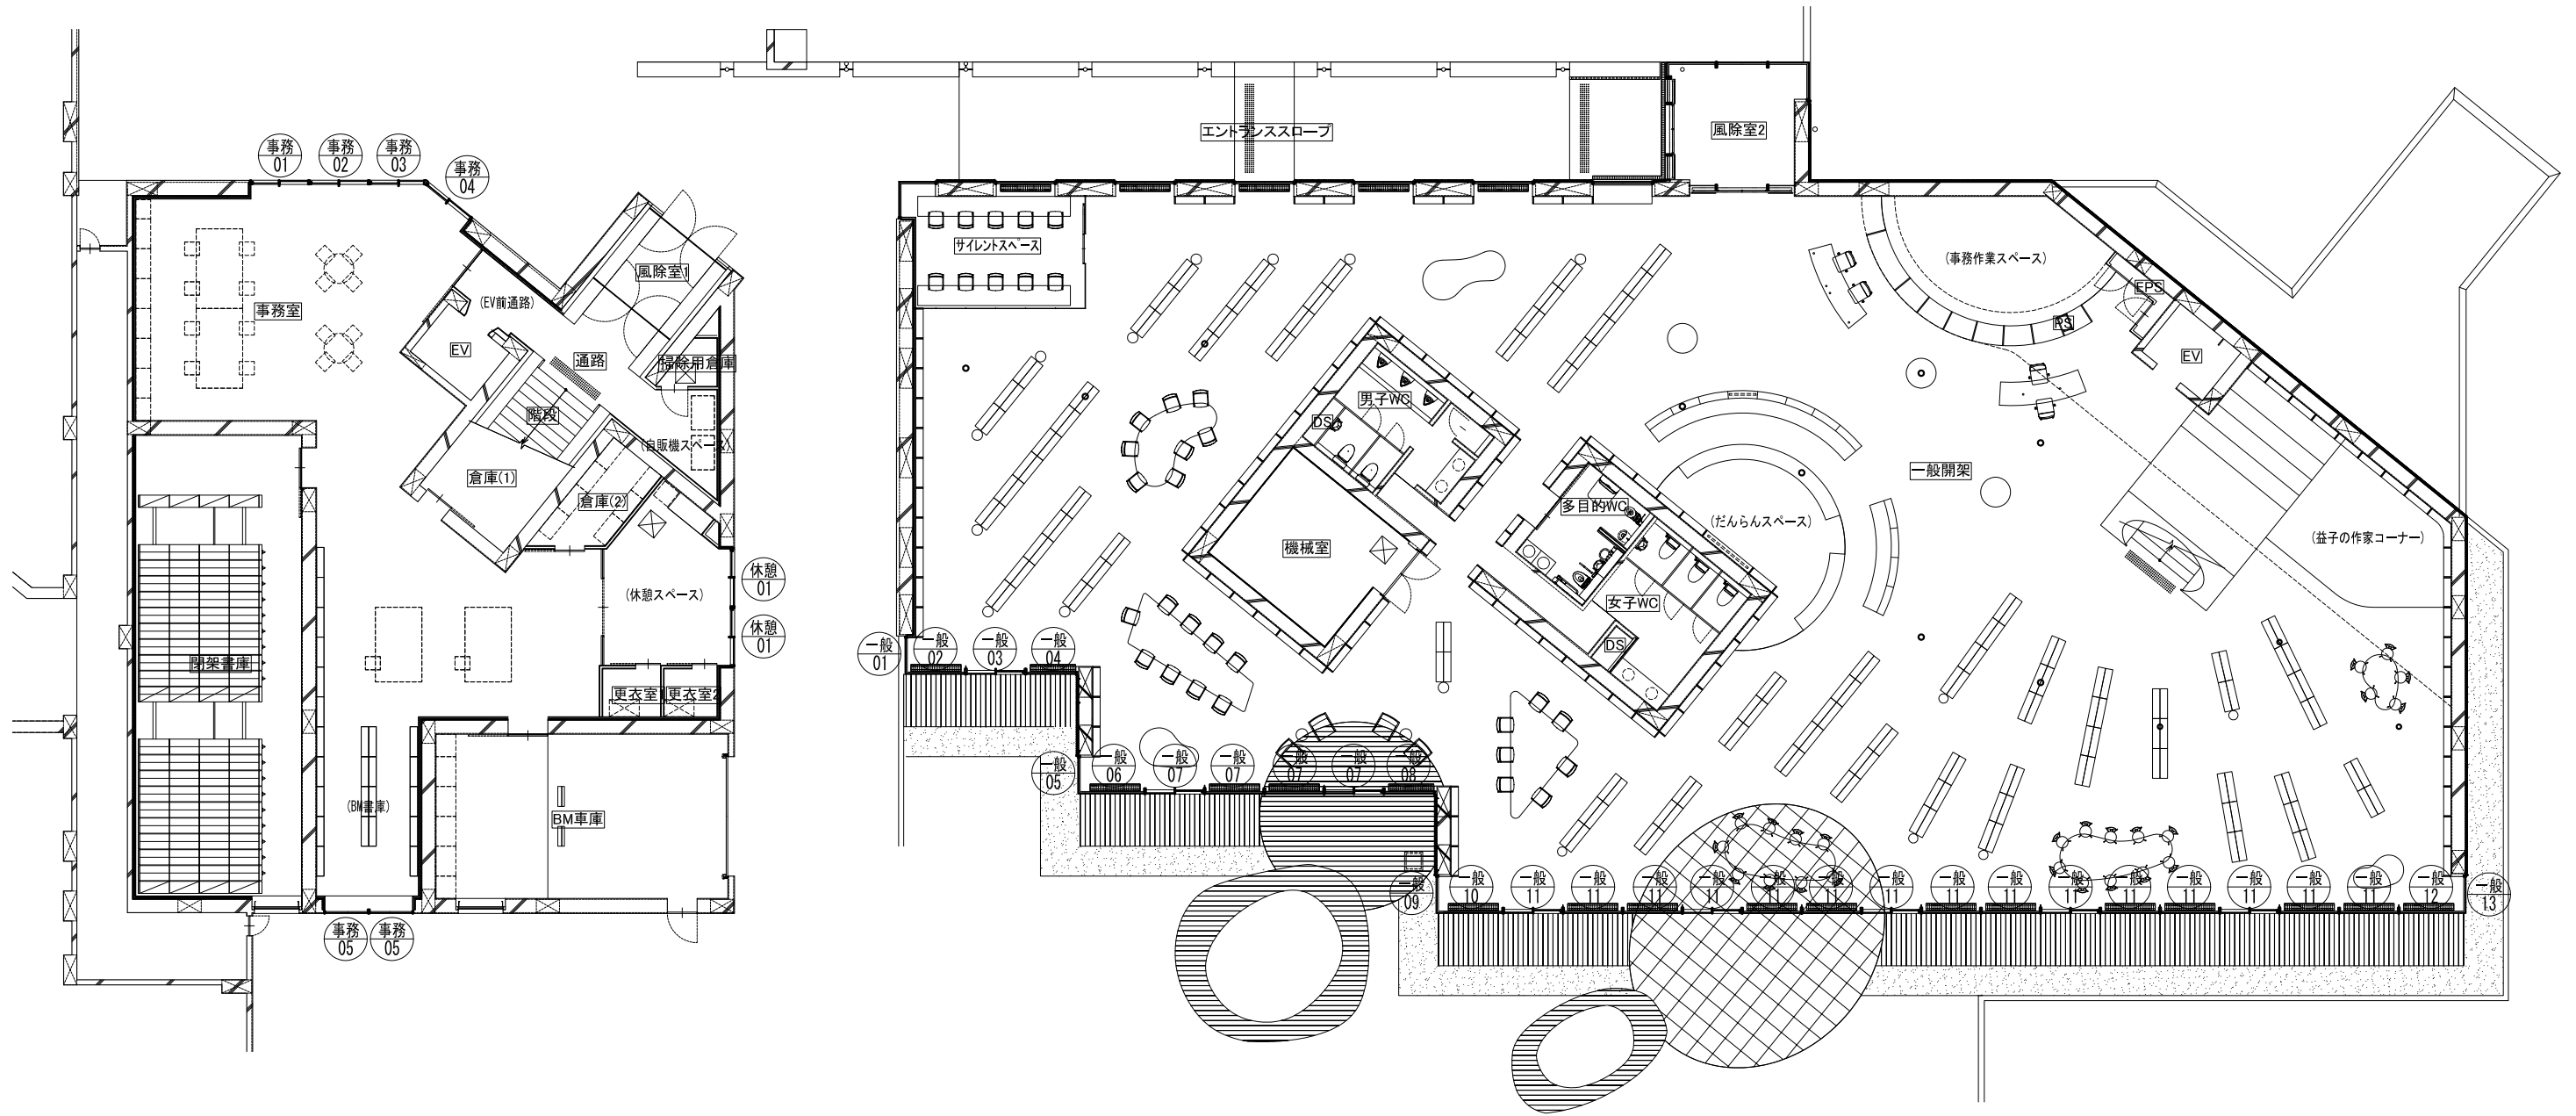 事務
01
事務
02
事務
03
事務
04
エントランススロープ
風除室2
サイレントスペース
風除室1
(EV前通路)
事務室
EV
通路
掃除用倉庫
階段
(自販機スペース
倉庫(1)
倉庫(2)
(休憩スペース)
休憩
01
休憩
01
閉架書庫
更衣室
更衣室2
(BM書庫)
BM車庫
事務
05
事務
05
(事務作業スペース)
EPS
PS
EV
男子WC
DS
機械室
多目的WC
(だんらんスペース)
女子WC
DS
一般開架
(益子の作家コーナー)
一般
01
一般
02
一般
03
一般
04
一般
05
一般
06
一般
07
一般
07
一般
07
一般
07
一般
08
一般
09
一般
10
一般
11
一般
11
一般
11
一般
11
一般
11
一般
11
一般
11
一般
11
一般
11
一般
11
一般
11
一般
11
一般
11
一般
11
一般
11
一般
12
一般
13